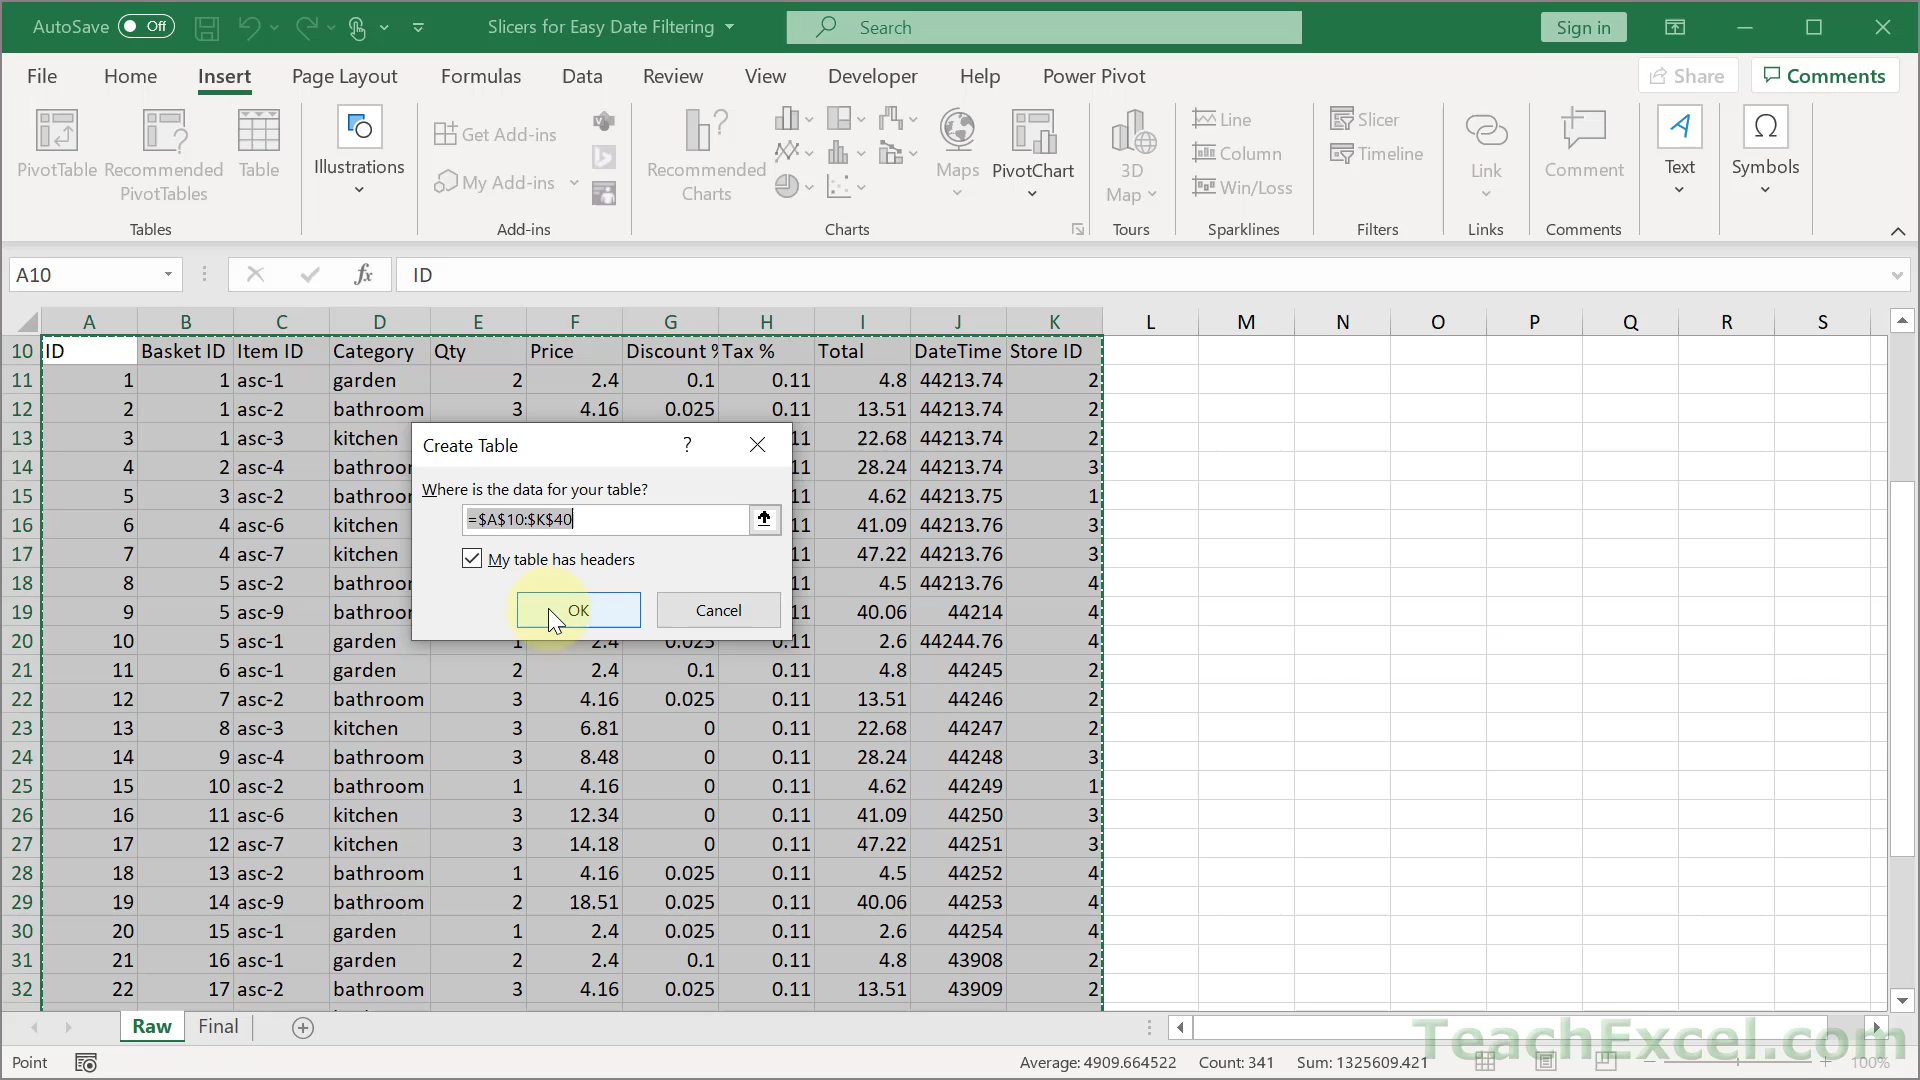 AutoSave Off Slicers for Easy Date Filtering Search Sign in
File Home Insert Page Layout Formulas Data Review View Developer Help Power Pivot Share Comments
PivotTable Recommended PivotTables Table Illustrations Get Add-ins My Add-ins Recommended Charts Maps PivotChart 3D Map Line Column Win/Loss Slicer Timeline Link Comment Text Symbols
Tables Add-ins Charts Tours Sparklines Filters Links Comments
A10 fx ID
A B C D E F G H I J K L M N O P Q R S
10 ID Basket ID Item ID Category Qty Price Discount % Tax % Total DateTime Store ID
11 1 1 asc-1 garden 2 2.4 0.1 0.11 4.8 44213.74 2
12 2 1 asc-2 bathroom 3 4.16 0.025 0.11 13.51 44213.74 2
13 3 1 asc-3 kitchen 11 22.68 44213.74 2
14 4 2 asc-4 bathroo 11 28.24 44213.74 3
15 5 3 asc-2 bathroo 11 4.62 44213.75 1
16 6 4 asc-6 kitchen 11 41.09 44213.76 3
17 7 4 asc-7 kitchen 11 47.22 44213.76 3
18 8 5 asc-2 bathroo 11 4.5 44213.76 4
19 9 5 asc-9 bathroo 11 40.06 44214 4
20 10 5 asc-1 garden 1 2.4 0.025 0.11 2.6 44244.76 4
21 11 6 asc-1 garden 2 2.4 0.1 0.11 4.8 44245 2
22 12 7 asc-2 bathroom 3 4.16 0.025 0.11 13.51 44246 2
23 13 8 asc-3 kitchen 3 6.81 0 0.11 22.68 44247 2
24 14 9 asc-4 bathroom 3 8.48 0 0.11 28.24 44248 3
25 15 10 asc-2 bathroom 1 4.16 0 0.11 4.62 44249 1
26 16 11 asc-6 kitchen 3 12.34 0 0.11 41.09 44250 3
27 17 12 asc-7 kitchen 3 14.18 0 0.11 47.22 44251 3
28 18 13 asc-2 bathroom 1 4.16 0.025 0.11 4.5 44252 4
29 19 14 asc-9 bathroom 2 18.51 0.025 0.11 40.06 44253 4
30 20 15 asc-1 garden 1 2.4 0.025 0.11 2.6 44254 4
31 21 16 asc-1 garden 2 2.4 0.1 0.11 4.8 43908 2
32 22 17 asc-2 bathroom 3 4.16 0.025 0.11 13.51 43909 2
Create Table ?
Where is the data for your table?
=$A$10:$K$40
My table has headers
OK Cancel
Raw Final
TeachExcel.com
Point Average: 4909.664522 Count: 341 Sum: 1325609.421 100%